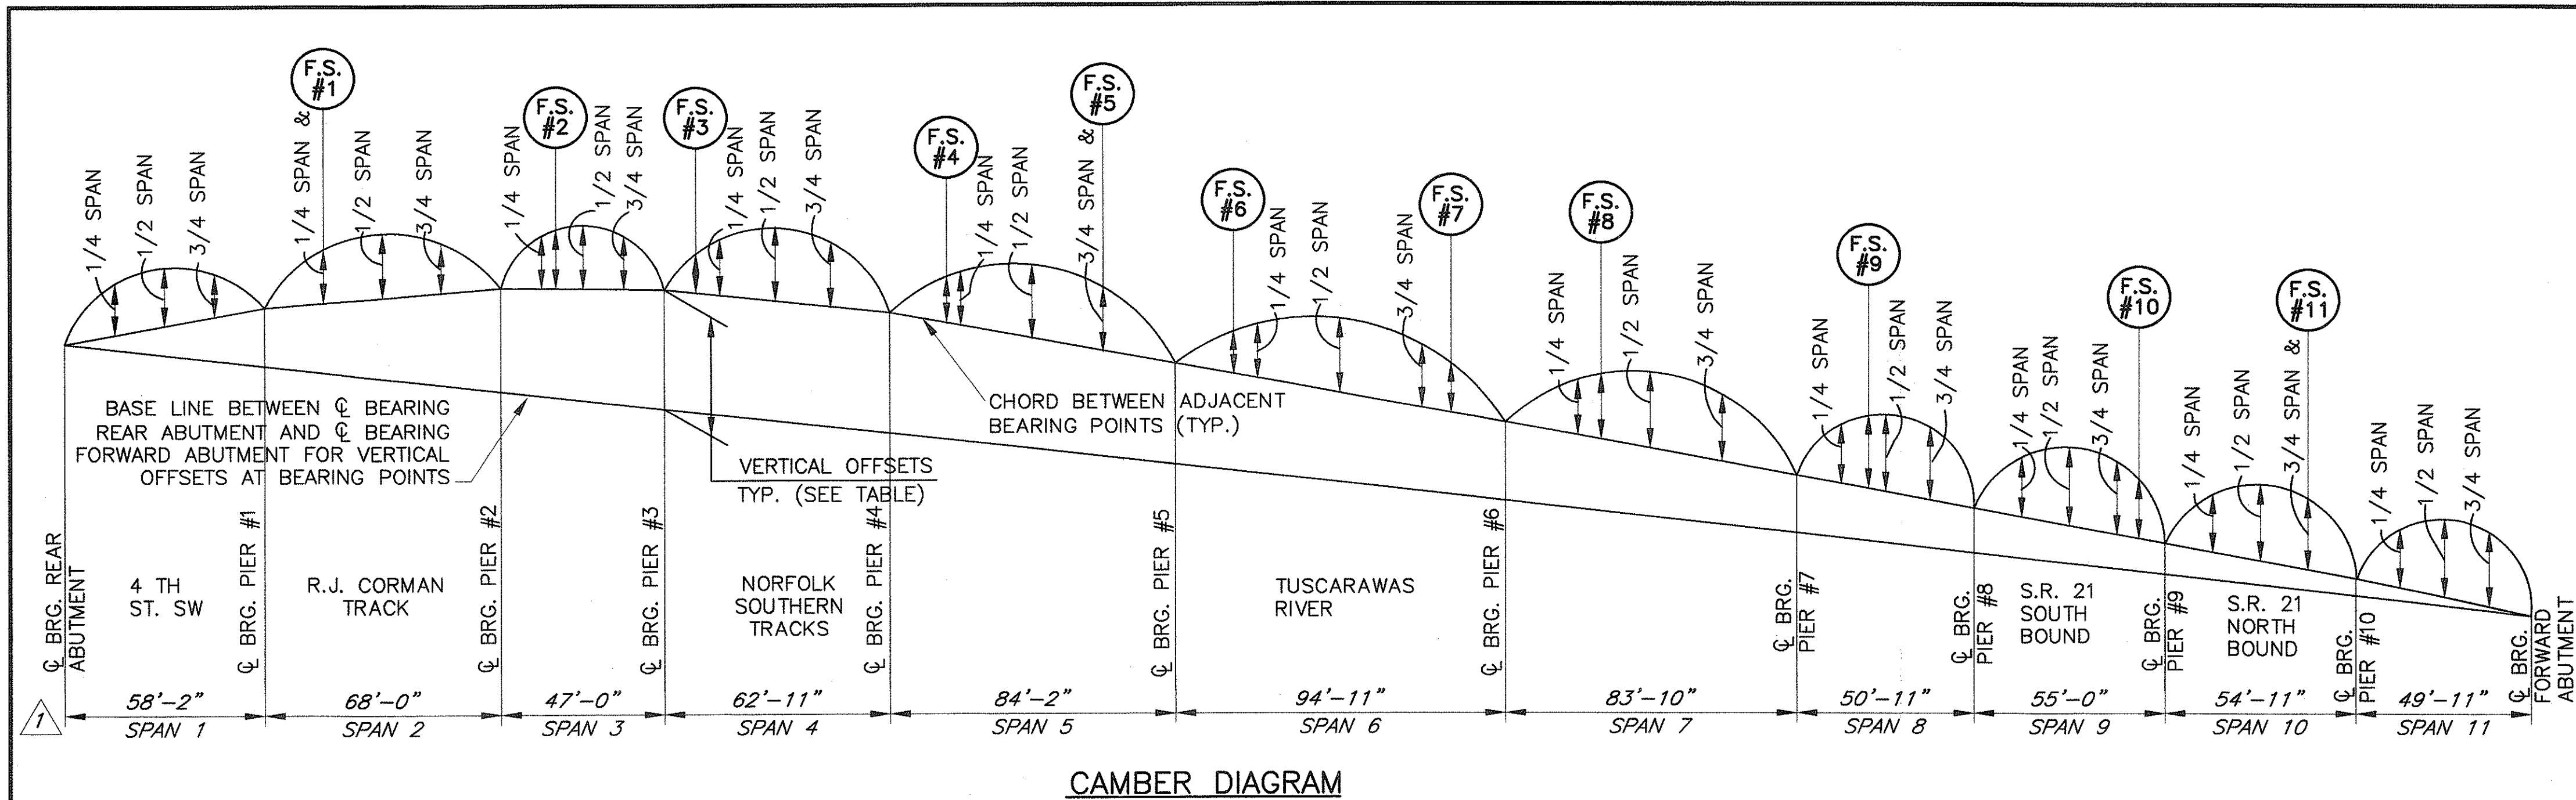 F.S. #1
F.S. #2
F.S. #3
F.S. #4
F.S. #5
F.S. #6
F.S. #7
F.S. #8
F.S. #9
F.S. #10
F.S. #11
1/4 SPAN
1/2 SPAN
3/4 SPAN
1/4 SPAN &
1/2 SPAN
3/4 SPAN
1/4 SPAN
1/2 SPAN
3/4 SPAN
1/4 SPAN
1/2 SPAN
3/4 SPAN
1/4 SPAN
1/2 SPAN
3/4 SPAN &
1/4 SPAN
1/2 SPAN
3/4 SPAN
1/4 SPAN
1/2 SPAN
3/4 SPAN
1/4 SPAN
1/2 SPAN
3/4 SPAN
1/4 SPAN
1/2 SPAN
3/4 SPAN
1/4 SPAN
1/2 SPAN
3/4 SPAN &
1/4 SPAN
1/2 SPAN
3/4 SPAN
BASE LINE BETWEEN ℄ BEARING
REAR ABUTMENT AND ℄ BEARING
FORWARD ABUTMENT FOR VERTICAL
OFFSETS AT BEARING POINTS
CHORD BETWEEN ADJACENT
BEARING POINTS (TYP.)
VERTICAL OFFSETS
TYP. (SEE TABLE)
℄ BRG. REAR
ABUTMENT
4 TH
ST. SW
℄ BRG. PIER #1
R.J. CORMAN
TRACK
℄ BRG. PIER #2
℄ BRG. PIER #3
NORFOLK
SOUTHERN
TRACKS
℄ BRG. PIER #4
℄ BRG. PIER #5
TUSCARAWAS
RIVER
℄ BRG. PIER #6
℄ BRG.
PIER #7
℄ BRG.
PIER #8
S.R. 21
SOUTH
BOUND
℄ BRG.
PIER #9
S.R. 21
NORTH
BOUND
℄ BRG.
PIER #10
℄ BRG.
FORWARD
ABUTMENT
1
58'-2"
68'-0"
47'-0"
62'-11"
84'-2"
94'-11"
83'-10"
50'-11"
55'-0"
54'-11"
49'-11"
SPAN 1
SPAN 2
SPAN 3
SPAN 4
SPAN 5
SPAN 6
SPAN 7
SPAN 8
SPAN 9
SPAN 10
SPAN 11
CAMBER DIAGRAM